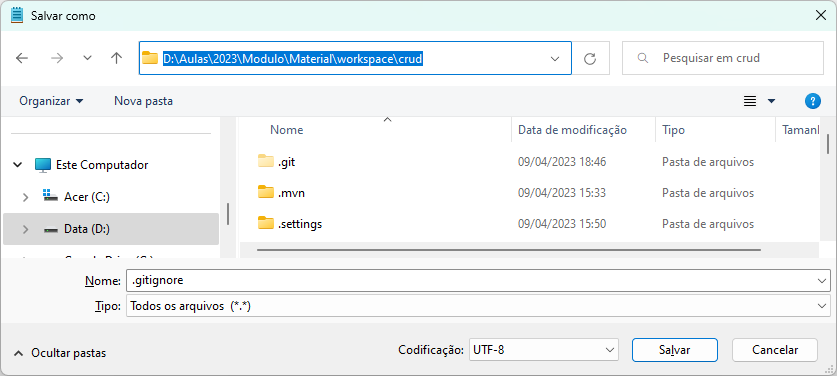 Salvar como
D:\Aulas\2023\Modulo\Material\workspace\crud
Pesquisar em crud
Organizar
Nova pasta
?
Nome
Data de modificação
Tipo
Tamanh
Este Computador
Acer (C:)
Data (D:)
.git
09/04/2023 18:46
Pasta de arquivos
.mvn
09/04/2023 15:33
Pasta de arquivos
.settings
09/04/2023 15:50
Pasta de arquivos
Nome:
.gitignore
Tipo:
Todos os arquivos (*.*)
Ocultar pastas
Codificação:
UTF-8
Salvar
Cancelar